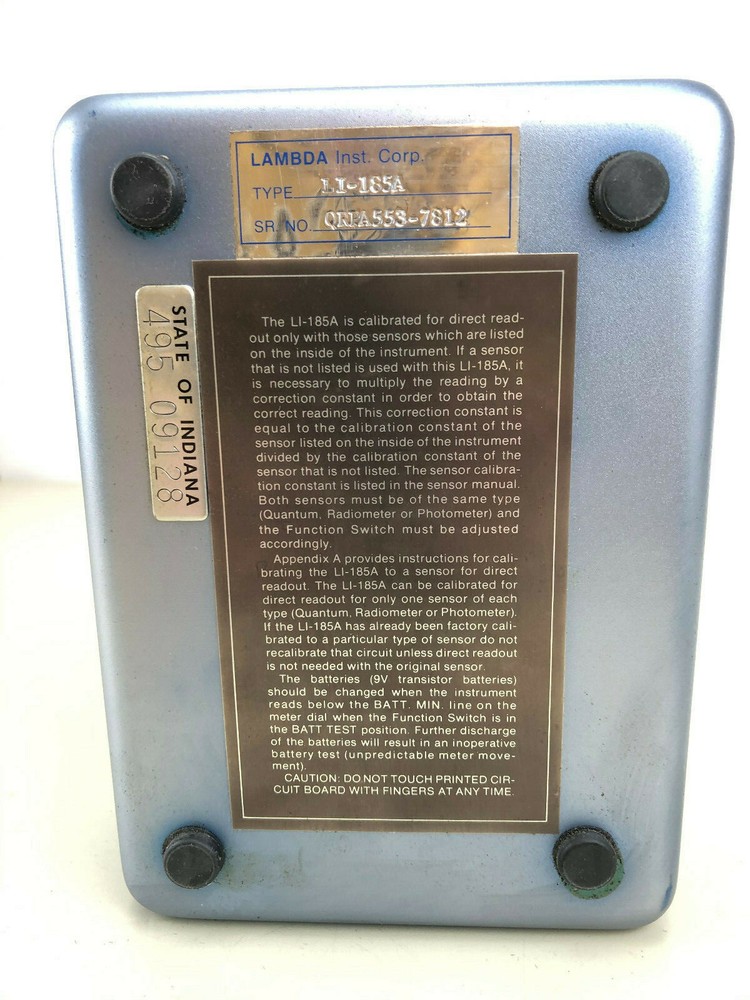 LAMBDA Inst. Corp.
TYPE LI-185A
SR. NO. QRPA553-7812
STATE OF INDIANA
495 09128
The LI-185A is calibrated for direct read-
out only with those sensors which are listed
on the inside of the instrument. If a sensor
that is not listed is used with this LI-185A, it
is necessary to multiply the reading by a
correction constant in order to obtain the
correct reading. This correction constant is
equal to the calibration constant of the
sensor listed on the inside of the instrument
divided by the calibration constant of the
sensor that is not listed. The sensor calibra-
tion constant is listed in the sensor manual.
Both sensors must be of the same type
(Quantum, Radiometer or Photometer) and
the Function Switch must be adjusted
accordingly.
Appendix A provides instructions for cali-
brating the LI-185A to a sensor for direct
readout. The LI-185A can be calibrated for
direct readout for only one sensor of each
type (Quantum, Radiometer or Photometer).
If the LI-185A has already been factory cali-
brated to a particular type of sensor do not
recalibrate that circuit unless direct readout
is not needed with the original sensor.
The batteries (9V transistor batteries)
should be changed when the instrument
reads below the BATT. MIN. line on the
meter dial when the Function Switch is in
the BATT TEST position. Further discharge
of the batteries will result in an inoperative
battery test (unpredictable meter move-
ment).
CAUTION: DO NOT TOUCH PRINTED CIR-
CUIT BOARD WITH FINGERS AT ANY TIME.